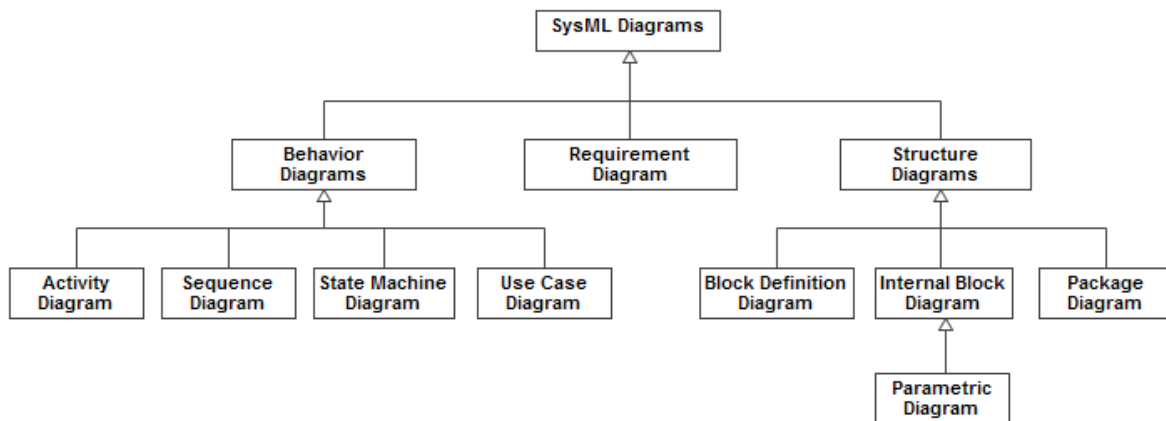 SysML Diagrams
Behavior
Diagrams
Requirement
Diagram
Structure
Diagrams
Activity
Diagram
Sequence
Diagram
State Machine
Diagram
Use Case
Diagram
Block Definition
Diagram
Internal Block
Diagram
Package
Diagram
Parametric
Diagram